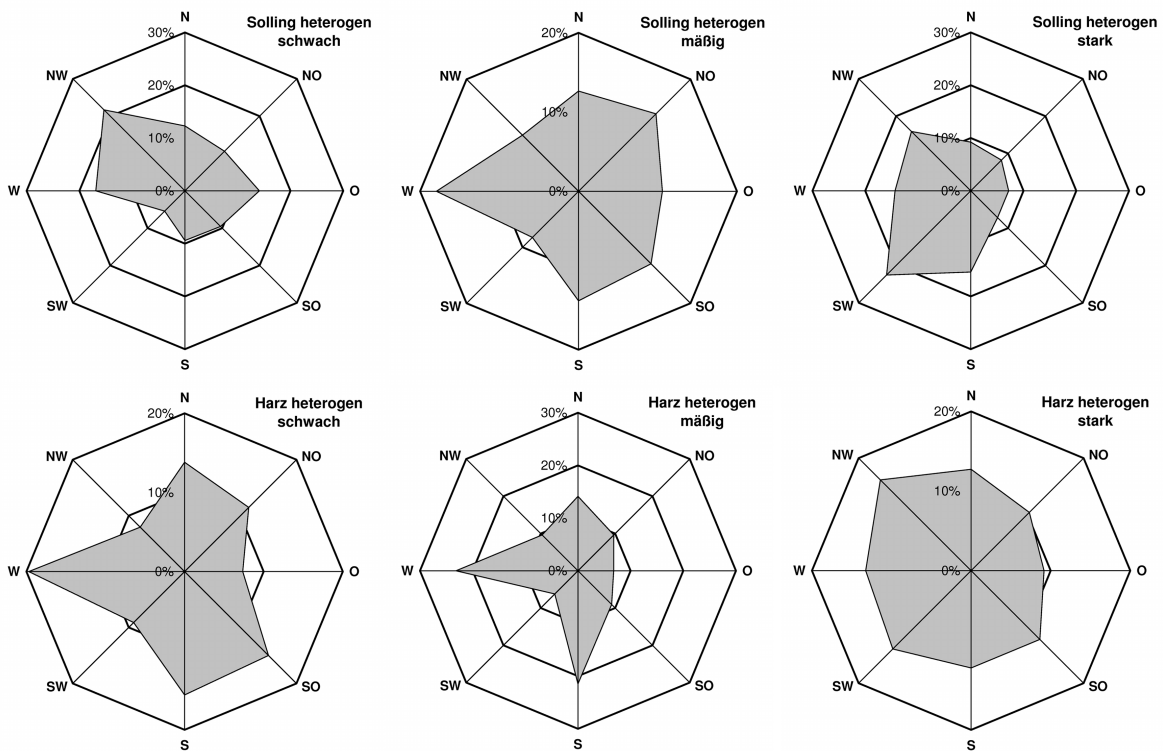 N
Solling heterogen
schwach
30%
20%
10%
0%
NW
NO
W
O
SW
SO
S
N
Solling heterogen
mäßig
20%
10%
0%
NW
NO
W
O
SW
SO
S
N
Solling heterogen
stark
30%
20%
10%
0%
NW
NO
W
O
SW
SO
S
N
Harz heterogen
schwach
20%
10%
0%
NW
NO
W
O
SW
SO
S
N
Harz heterogen
mäßig
30%
20%
10%
0%
NW
NO
W
O
SW
SO
S
N
Harz heterogen
stark
20%
10%
0%
NW
NO
W
O
SW
SO
S